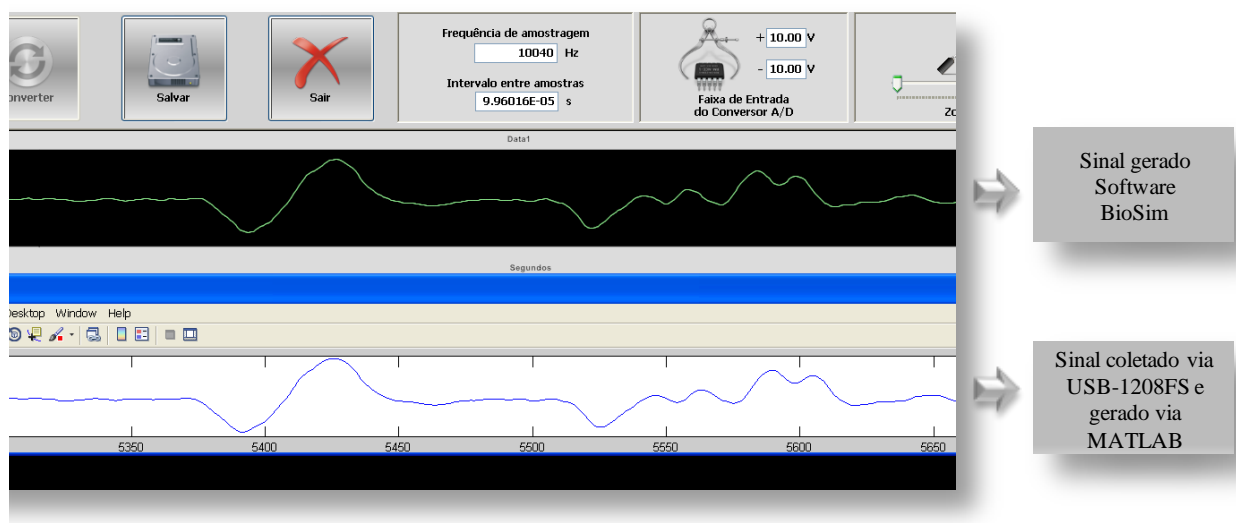 onverter
Salvar
Sair
Frequência de amostragem
10040 Hz
Intervalo entre amostras
9.96016E-05 s
+ 10.00 V
- 10.00 V
Faixa de Entrada
do Conversor A/D
Zo
Data1
Segundos
Desktop Window Help
5350 5400 5450 5500 5550 5600 5650
Sinal gerado
Software
BioSim
Sinal coletado via
USB-1208FS e
gerado via
MATLAB